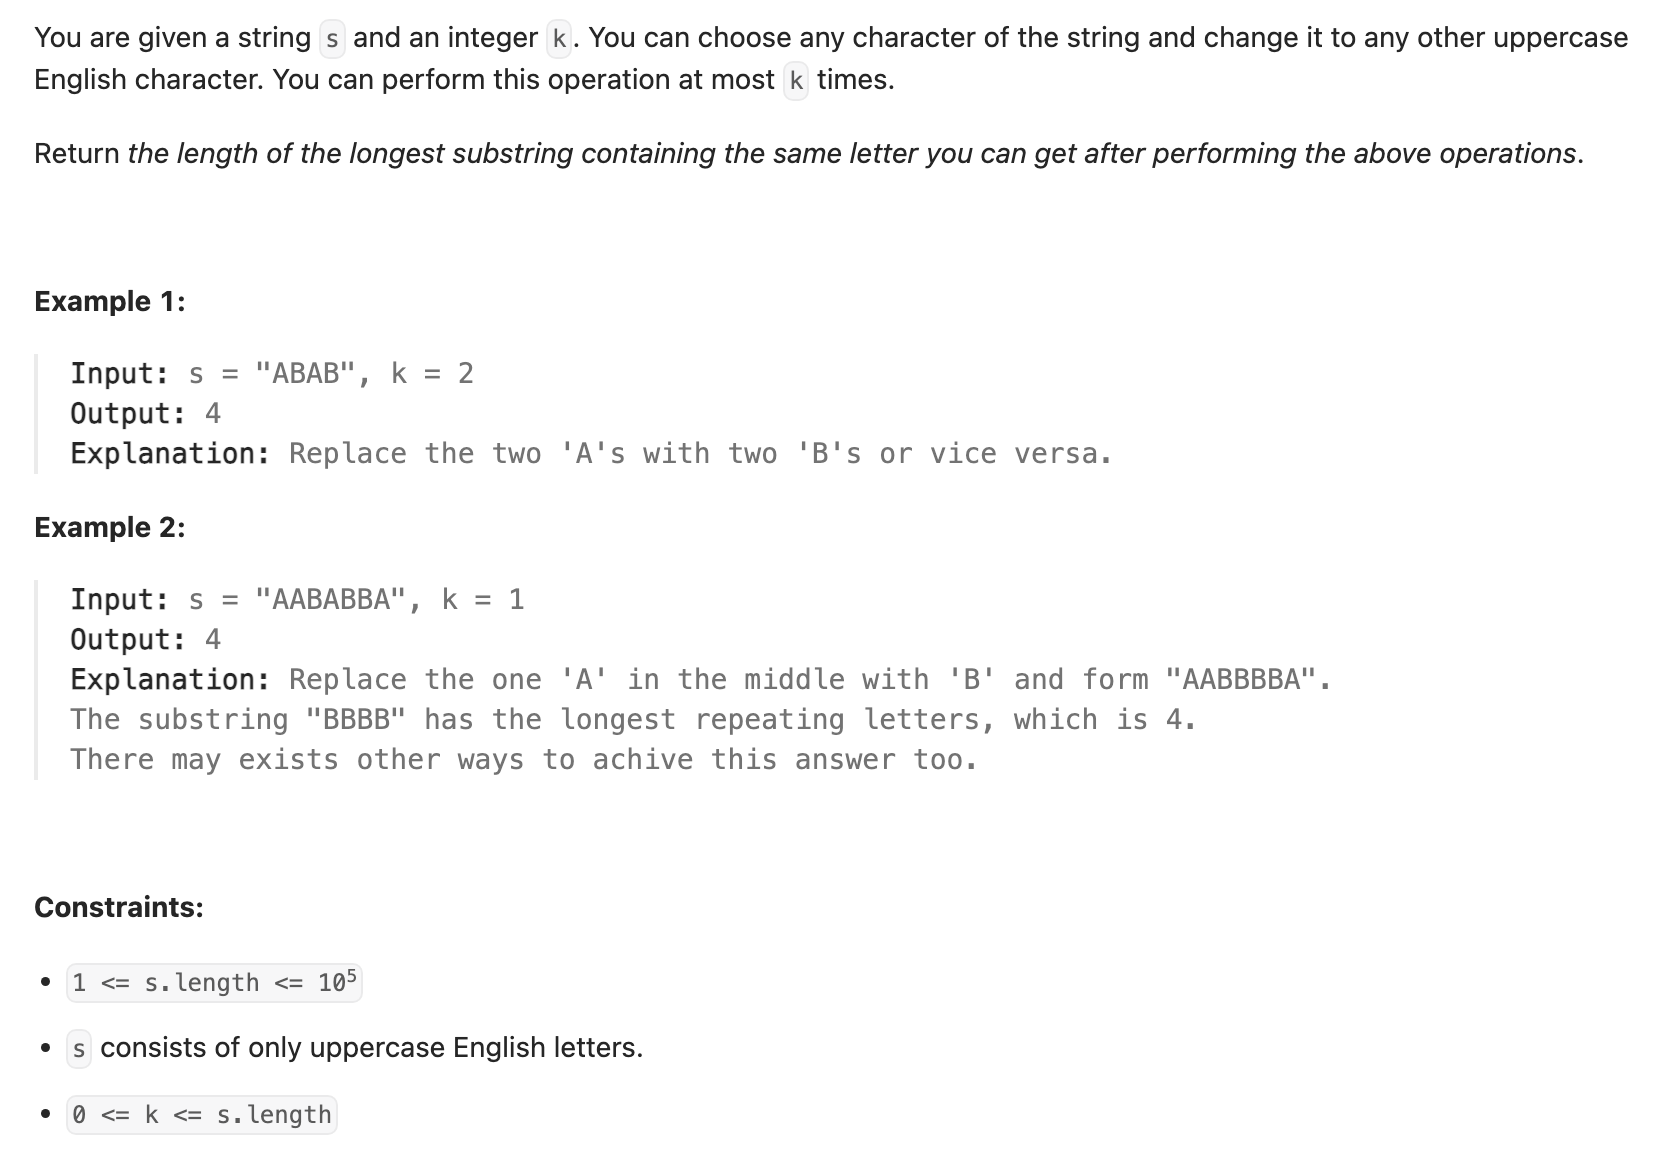 You are given a string s and an integer k. You can choose any character of the string and change it to any other uppercase
English character. You can perform this operation at most k times.
Return the length of the longest substring containing the same letter you can get after performing the above operations.
Example 1:
Input: s = "ABAB", k = 2
Output: 4
Explanation: Replace the two 'A's with two 'B's or vice versa.
Example 2:
Input: s = "AABABBA", k = 1
Output: 4
Explanation: Replace the one 'A' in the middle with 'B' and form "AABBBBA".
The substring "BBBB" has the longest repeating letters, which is 4.
There may exists other ways to achive this answer too.
Constraints:
• 1 <= s.length <= 10⁵
• s consists of only uppercase English letters.
• 0 <= k <= s.length